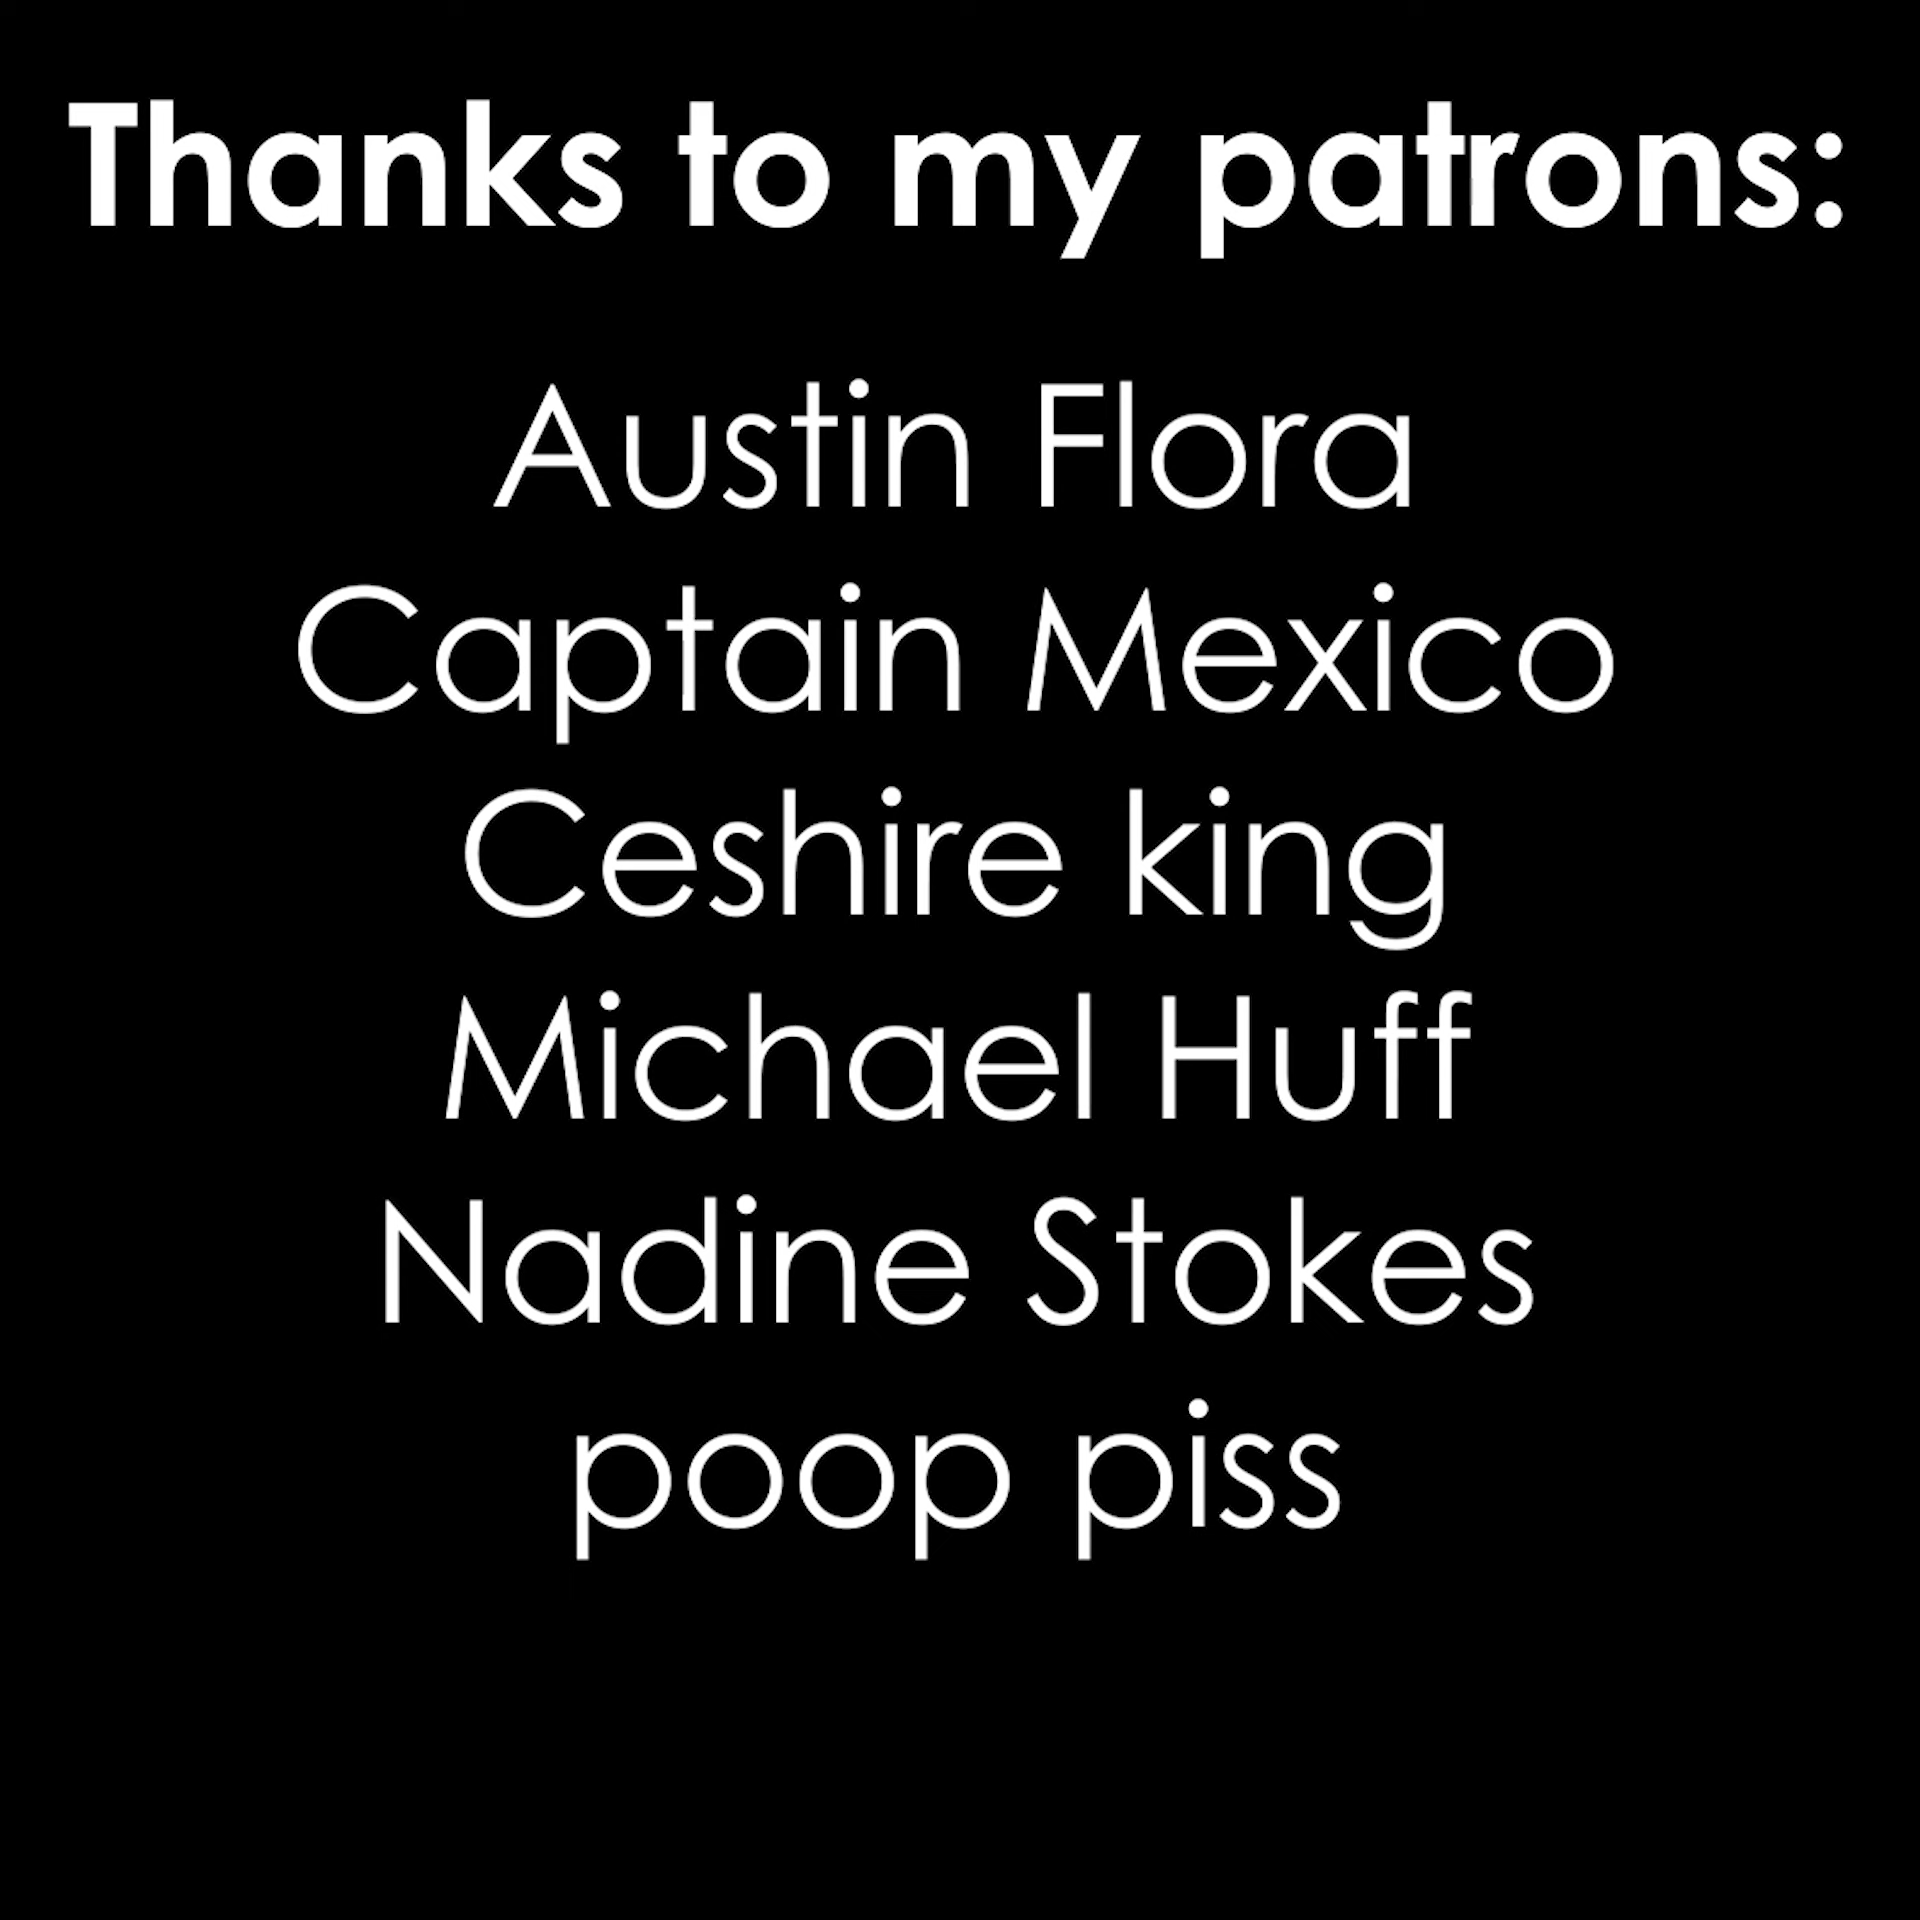 Thanks to my patrons:
Austin Flora
Captain Mexico
Ceshire king
Michael Huff
Nadine Stokes
poop piss